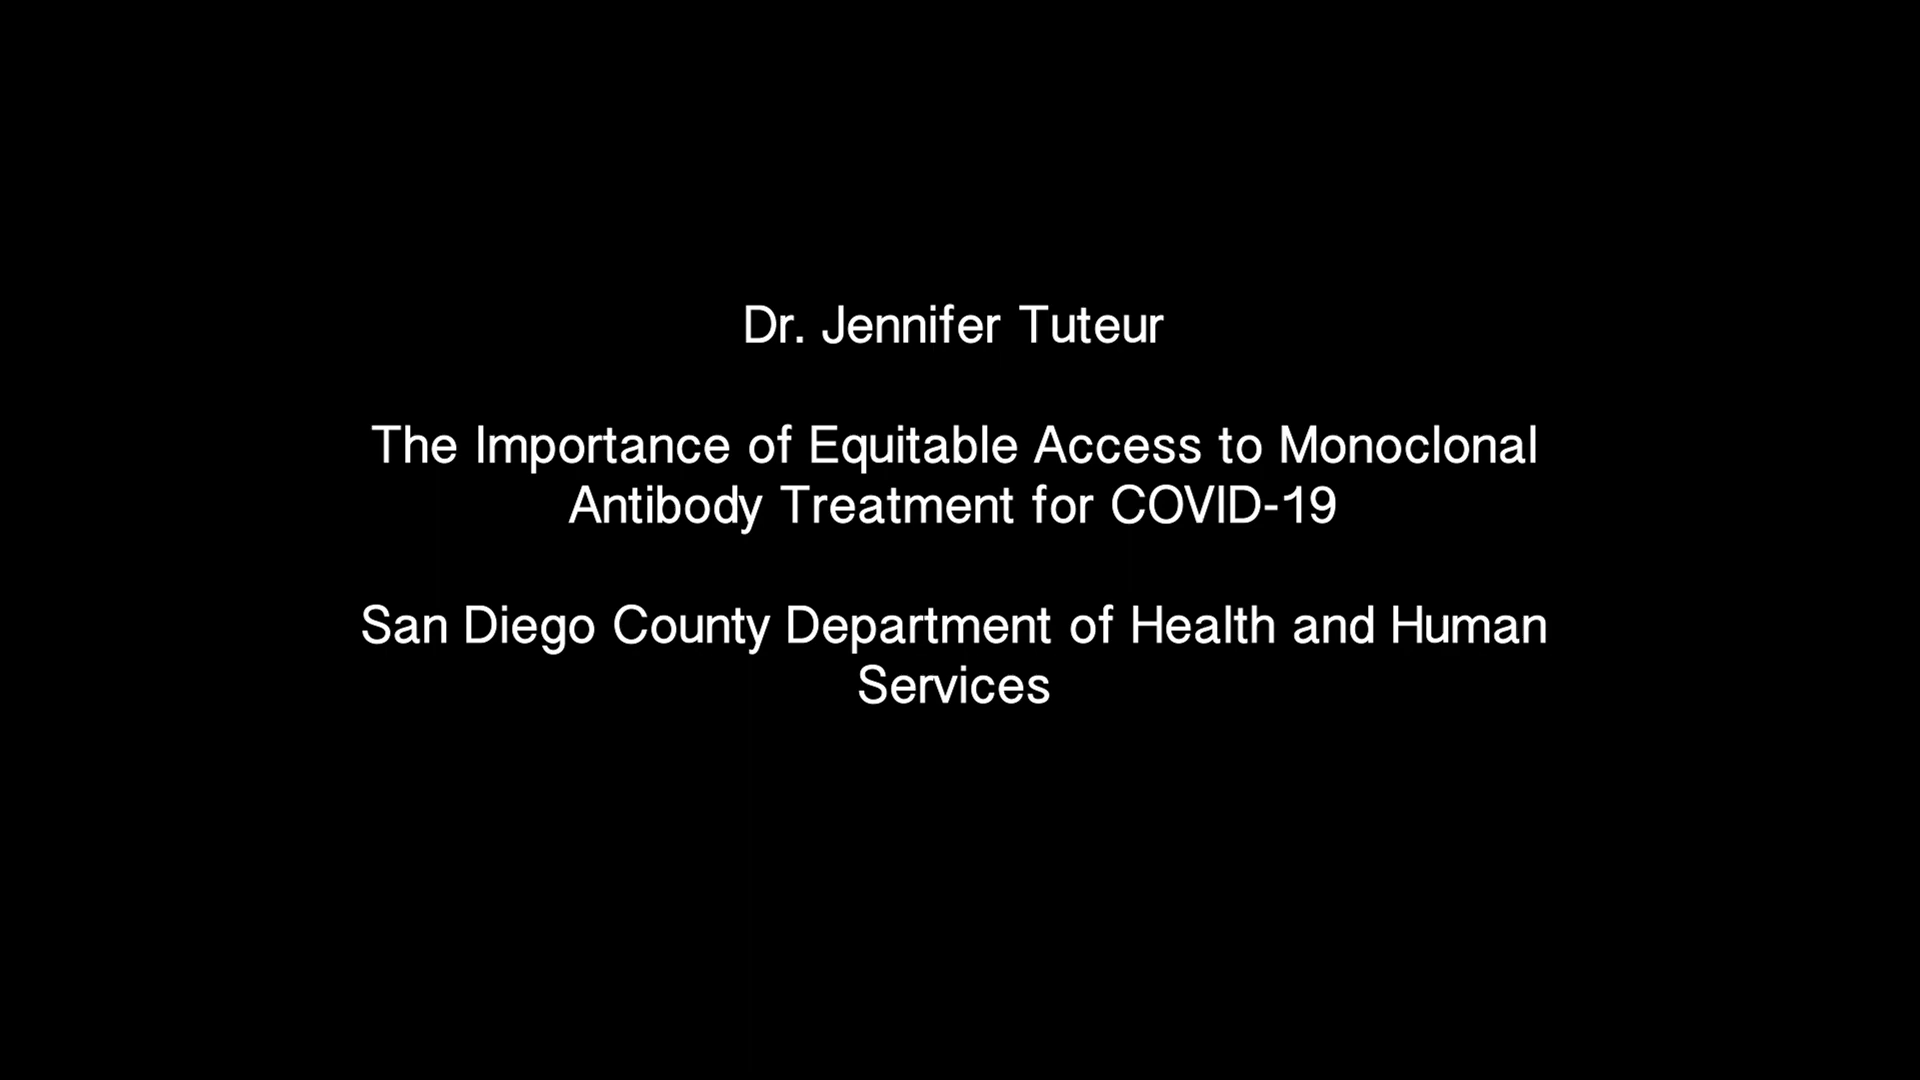 Dr. Jennifer Tuteur
The Importance of Equitable Access to Monoclonal
Antibody Treatment for COVID-19
San Diego County Department of Health and Human
Services